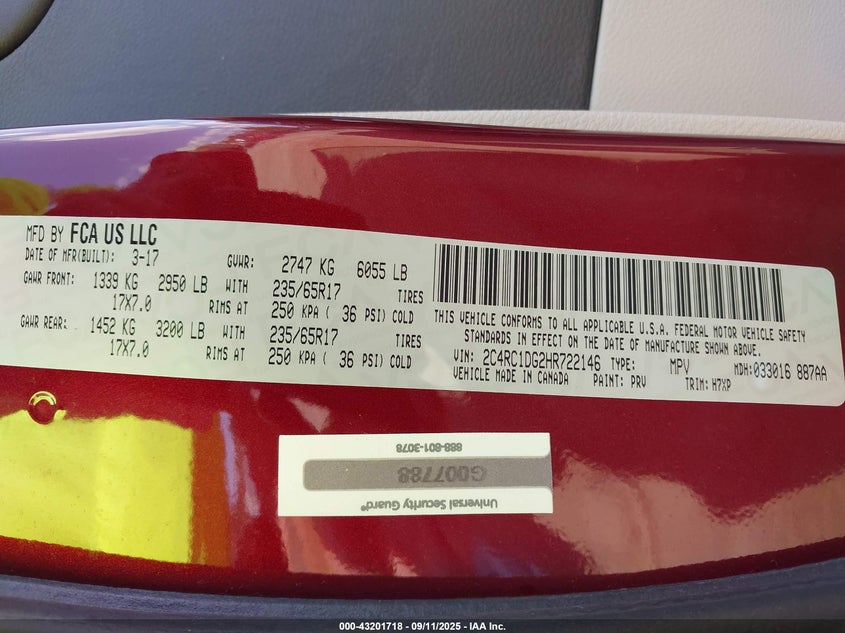 MFD BY FCA US LLC
DATE OF MFR(BUILT): 3-17 GVWR: 2747 KG 6055 LB
GAWR FRONT: 1339 KG 2950 LB WITH 235/65R17 TIRES
17X7.0 RIMS AT 250 KPA ( 36 PSI) COLD
GAWR REAR: 1452 KG 3200 LB WITH 235/65R17 TIRES
17X7.0 RIMS AT 250 KPA ( 36 PSI) COLD
THIS VEHICLE CONFORMS TO ALL APPLICABLE U.S.A. FEDERAL MOTOR VEHICLE SAFETY
STANDARDS IN EFFECT ON THE DATE OF MANUFACTURE SHOWN ABOVE.
VIN: 2C4RC1DG2HR722146 TYPE: MPV MDH:033016 887AA
VEHICLE MADE IN CANADA PAINT: PRV TRIM: H7XP
Universal Security Guard®
G007788
888-801-3078
000-43201718 - 09/11/2025 - IAA Inc.